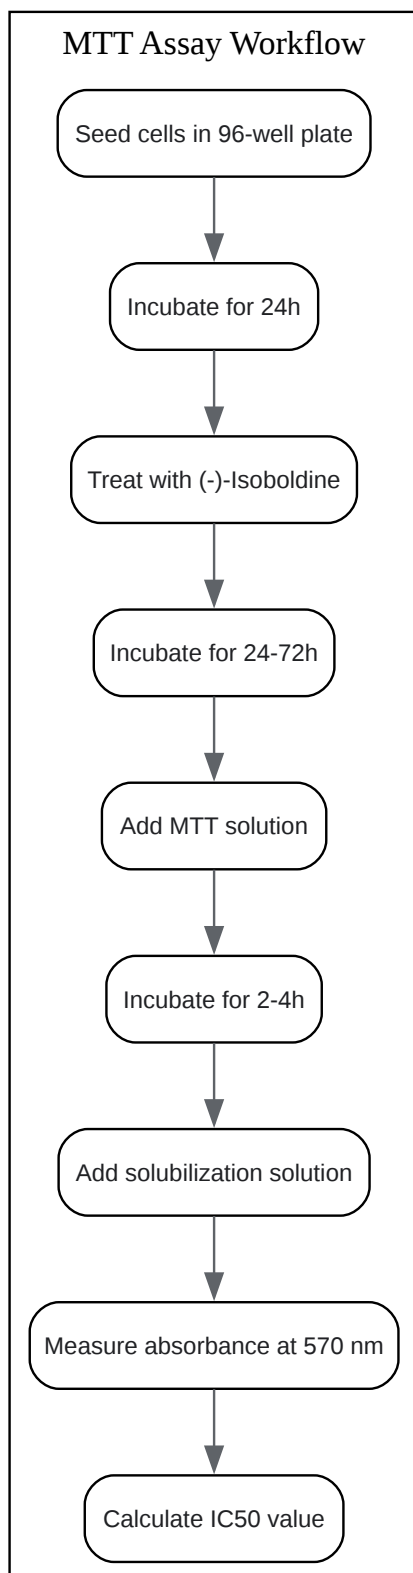 MTT Assay Workflow
Seed cells in 96-well plate
Incubate for 24h
Treat with (-)-Isoboldine
Incubate for 24-72h
Add MTT solution
Incubate for 2-4h
Add solubilization solution
Measure absorbance at 570 nm
Calculate IC50 value